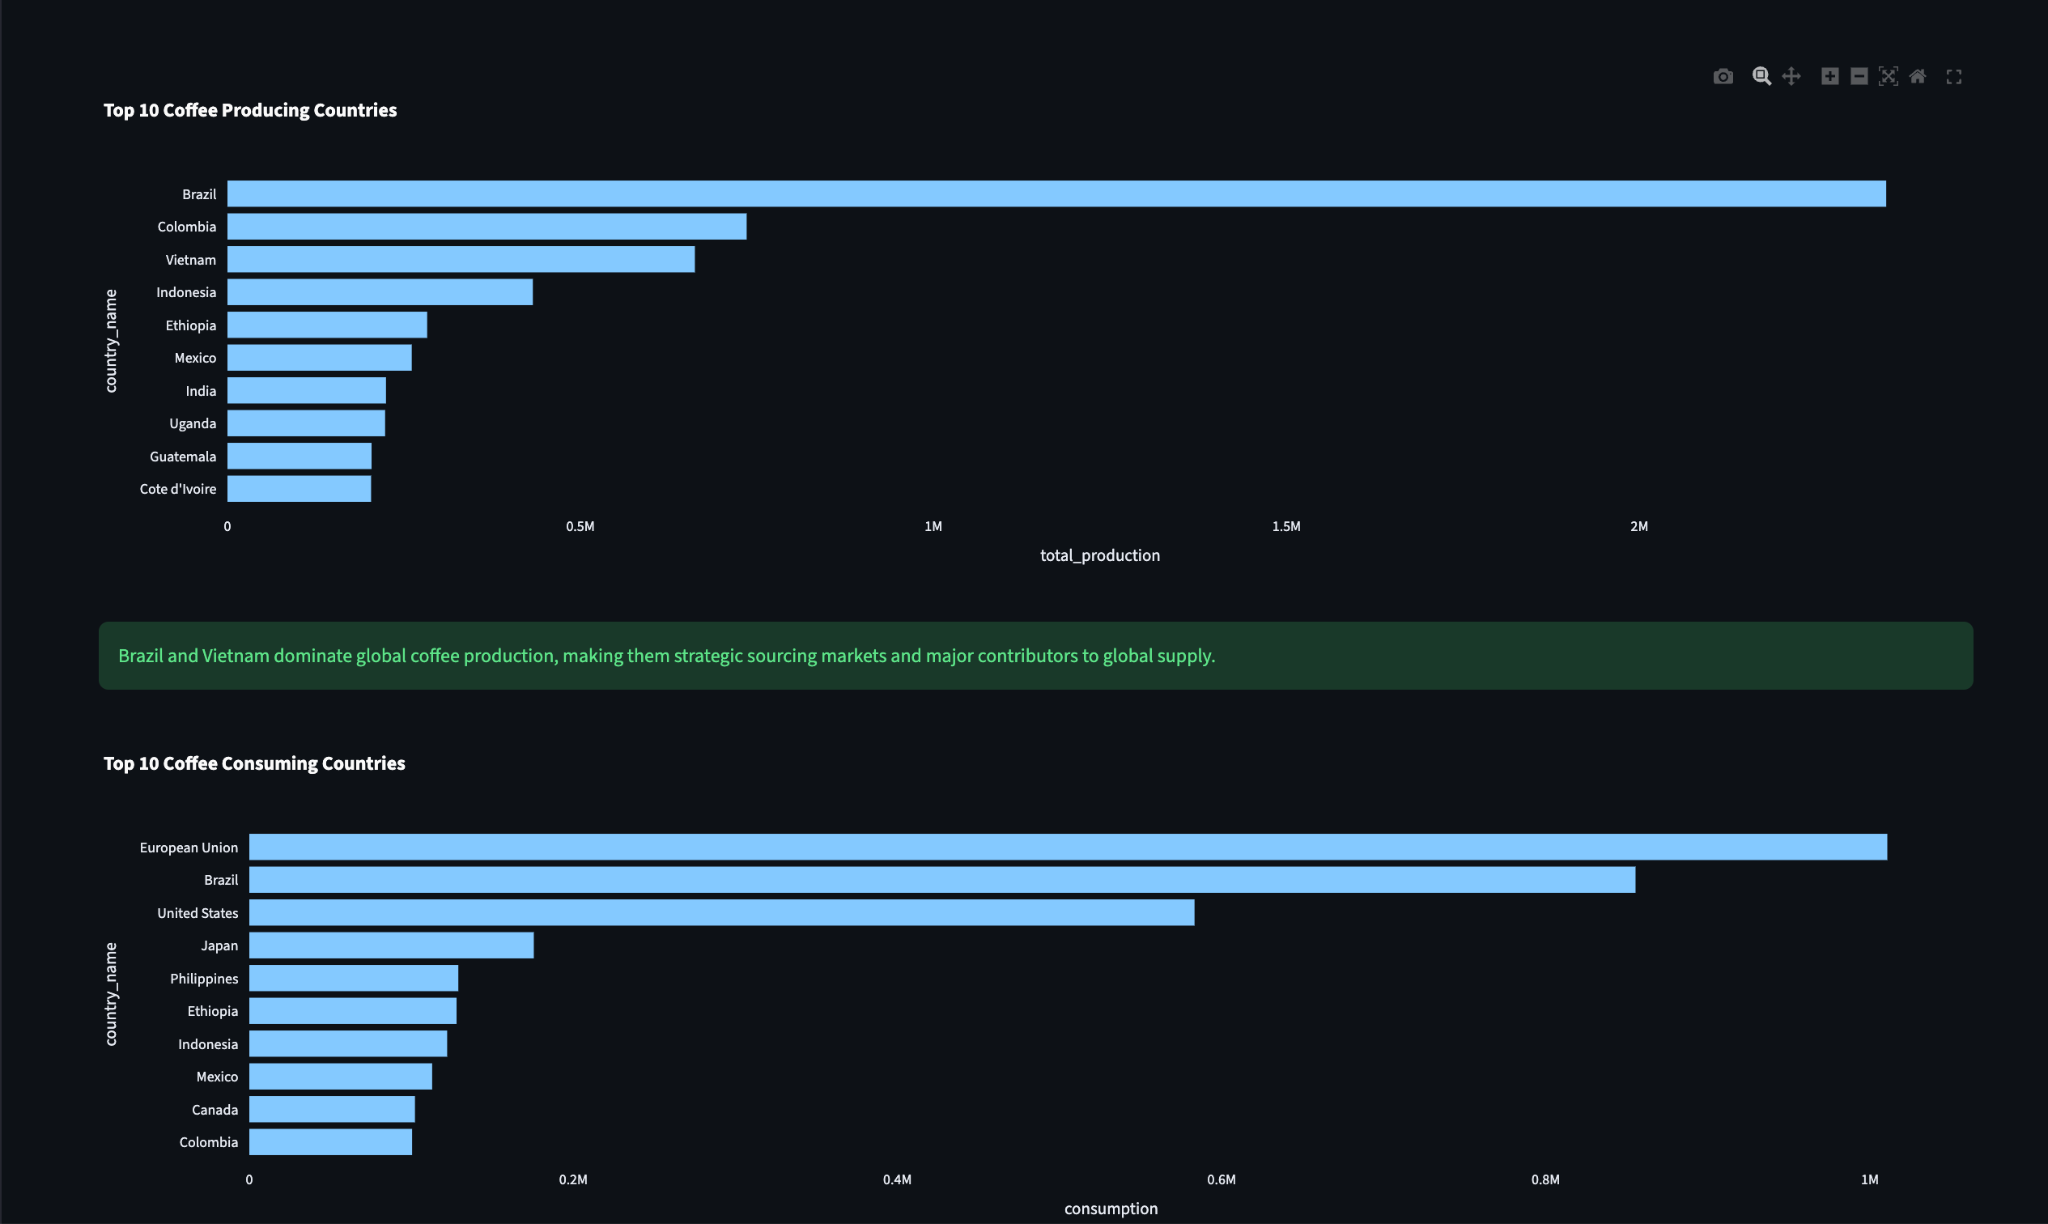 Top 10 Coffee Producing Countries
country_name
Brazil
Colombia
Vietnam
Indonesia
Ethiopia
Mexico
India
Uganda
Guatemala
Cote d'Ivoire
0 0.5M 1M 1.5M 2M
total_production
Brazil and Vietnam dominate global coffee production, making them strategic sourcing markets and major contributors to global supply.
Top 10 Coffee Consuming Countries
country_name
European Union
Brazil
United States
Japan
Philippines
Ethiopia
Indonesia
Mexico
Canada
Colombia
0 0.2M 0.4M 0.6M 0.8M 1M
consumption